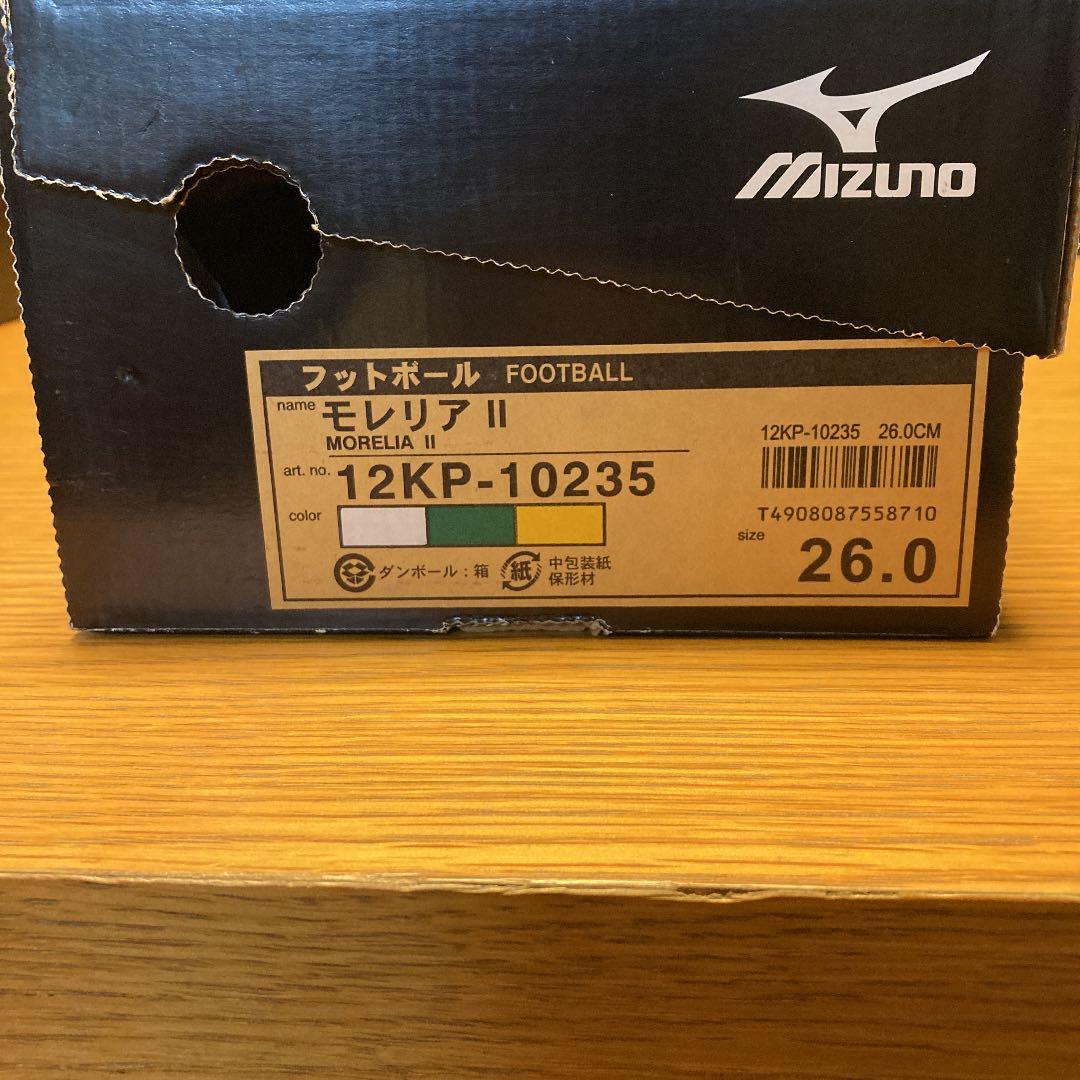 MIZUNO
フットボール FOOTBALL
name モレリア II
MORELIA II
art. no. 12KP-10235
color
ダンボール：箱
紙
中包装紙
保形材
12KP-10235 26.0CM
T4908087558710
size
26.0